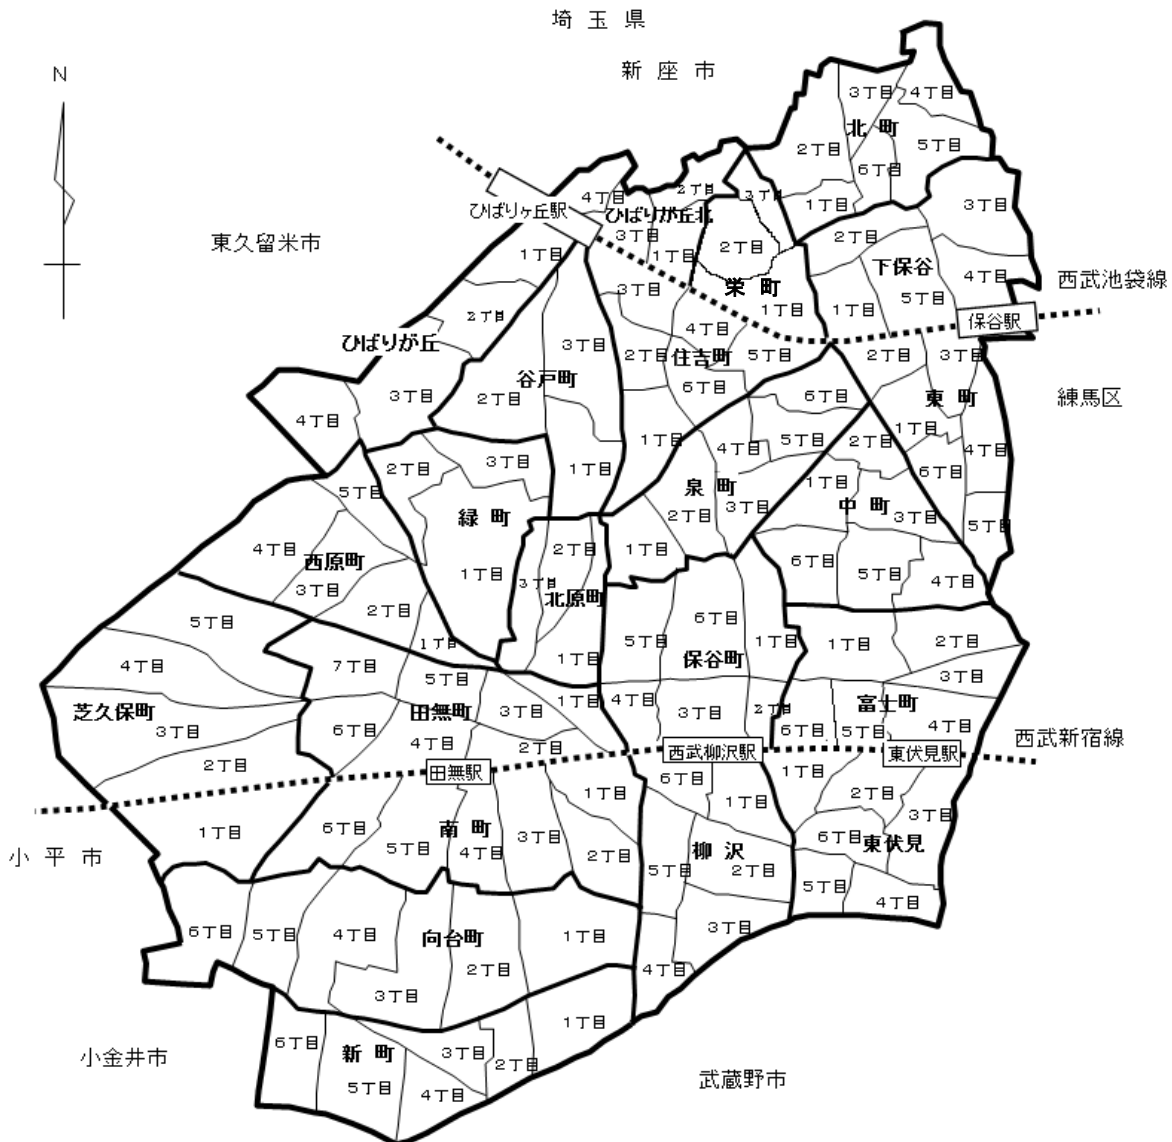 埼玉県
新座市
N
3丁目
4丁目
北町
2丁目
5丁目
6丁目
1丁目
ひばりヶ丘駅
4丁目
2丁目
3丁目
ひばりが丘北
3丁目
1丁目
2丁目
栄町
1丁目
3丁目
2丁目
下保谷
4丁目
1丁目
5丁目
東久留米市
西武池袋線
保谷駅
1丁目
2丁目
ひばりが丘
3丁目
4丁目
3丁目
谷戸町
2丁目
1丁目
3丁目
4丁目
2丁目
住吉町
5丁目
6丁目
1丁目
2丁目
3丁目
東町
1丁目
4丁目
6丁目
5丁目
練馬区
6丁目
4丁目
5丁目
泉町
2丁目
3丁目
1丁目
2丁目
1丁目
中町
3丁目
6丁目
5丁目
4丁目
2丁目
3丁目
緑町
1丁目
5丁目
4丁目
西原町
3丁目
2丁目
1丁目
2丁目
3丁目
北原町
1丁目
6丁目
5丁目
保谷町
1丁目
4丁目
3丁目
2丁目
1丁目
2丁目
3丁目
富士町
6丁目
5丁目
4丁目
5丁目
4丁目
芝久保町
3丁目
2丁目
1丁目
7丁目
5丁目
田無町
3丁目
1丁目
6丁目
4丁目
2丁目
西武新宿線
西武柳沢駅
東伏見駅
田無駅
小平市
6丁目
南町
5丁目
4丁目
3丁目
1丁目
2丁目
6丁目
1丁目
柳沢
5丁目
2丁目
3丁目
4丁目
1丁目
2丁目
3丁目
6丁目
東伏見
5丁目
4丁目
6丁目
5丁目
4丁目
向台町
1丁目
2丁目
3丁目
小金井市
6丁目
新町
5丁目
3丁目
4丁目
2丁目
1丁目
武蔵野市